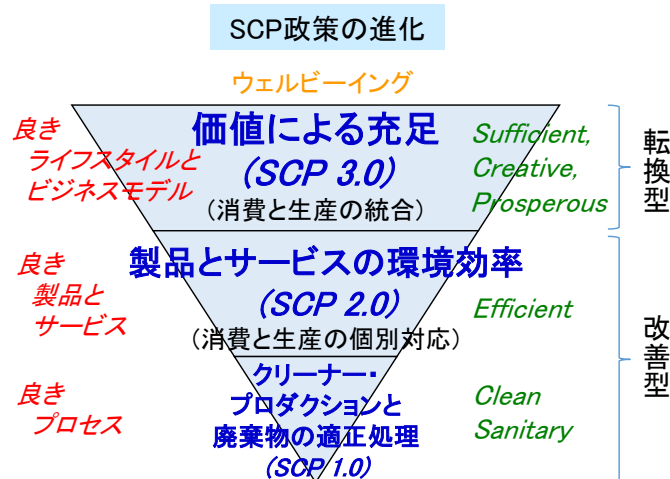 SCP政策の進化
ウェルビーイング
良き
ライフスタイルと
ビジネスモデル
価値による充足
(SCP 3.0)
(消費と生産の統合)
Sufficient,
Creative,
Prosperous
転換型
良き
製品と
サービス
製品とサービスの環境効率
(SCP 2.0)
(消費と生産の個別対応)
Efficient
改善型
良き
プロセス
クリーナー・
プロダクションと
廃棄物の適正処理
(SCP 1.0)
Clean
Sanitary